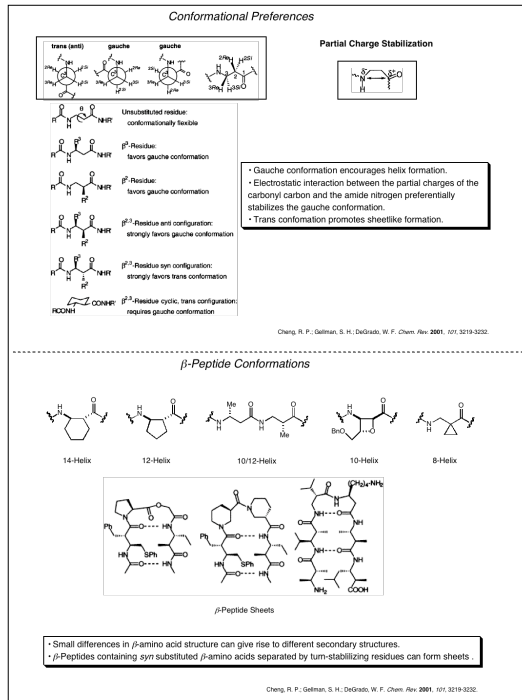 Conformational Preferences
trans (anti)
gauche
gauche
Partial Charge Stabilization
Unsubstituted residue:
conformationally flexible
β³-Residue:
favors gauche conformation
β²-Residue:
favors gauche conformation
β²,³-Residue anti configuration:
strongly favors gauche conformation
β²,³-Residue syn configuration:
strongly favors trans conformation
β²,³-Residue cyclic, trans configuration:
requires gauche conformation
• Gauche conformation encourages helix formation.
• Electrostatic interaction between the partial charges of the
carbonyl carbon and the amide nitrogen preferentially
stabilizes the gauche conformation.
• Trans confomation promotes sheetlike formation.
Cheng, R. P.; Gellman, S. H.; DeGrado, W. F. Chem. Rev. 2001, 101, 3219-3232.
β-Peptide Conformations
14-Helix
12-Helix
10/12-Helix
10-Helix
8-Helix
β-Peptide Sheets
• Small differences in β-amino acid structure can give rise to different secondary structures.
• β-Peptides containing syn substituted β-amino acids separated by turn-stablilizing residues can form sheets .
Cheng, R. P.; Gellman, S. H.; DeGrado, W. F. Chem. Rev. 2001, 101, 3219-3232.